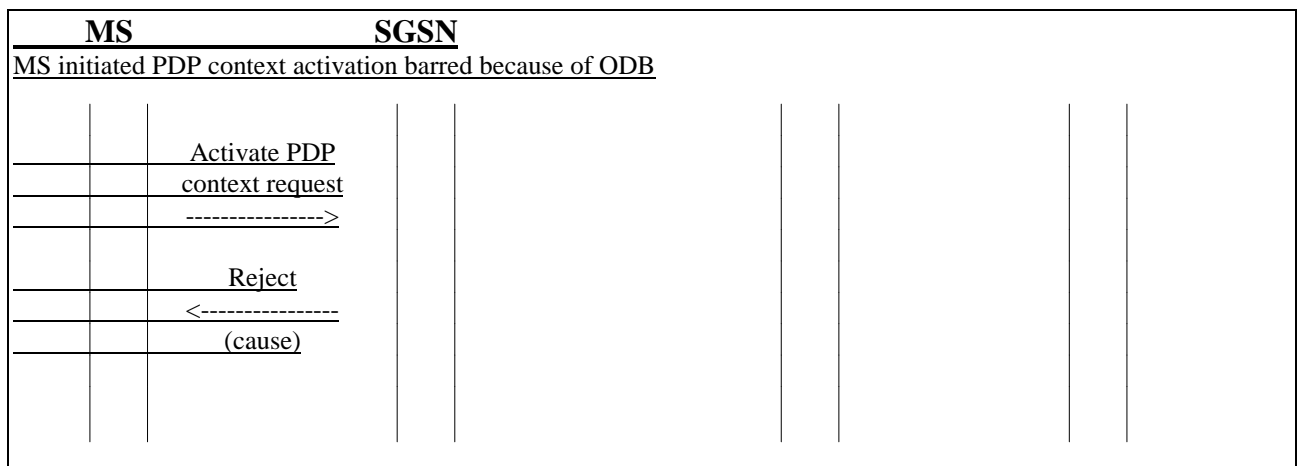 MS SGSN
MS initiated PDP context activation barred because of ODB
Activate PDP
context request
---------------->
Reject
<----------------
(cause)